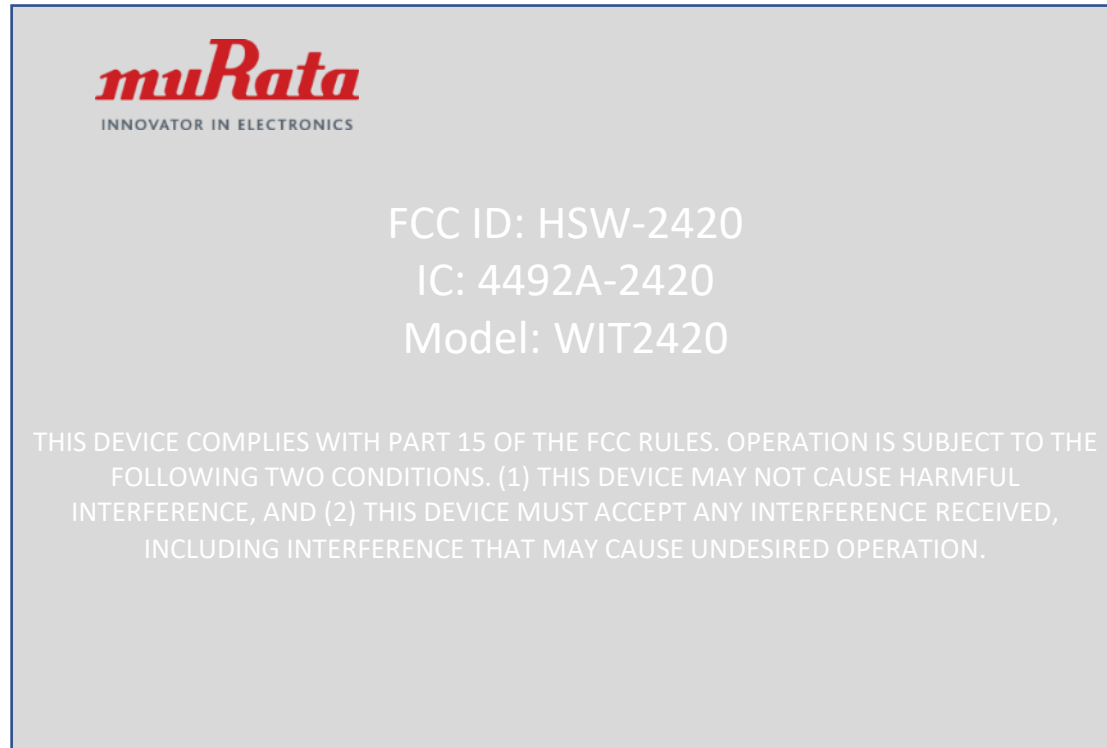 muRata
INNOVATOR IN ELECTRONICS
FCC ID: HSW-2420
IC: 4492A-2420
Model: WIT2420
THIS DEVICE COMPLIES WITH PART 15 OF THE FCC RULES. OPERATION IS SUBJECT TO THE
FOLLOWING TWO CONDITIONS. (1) THIS DEVICE MAY NOT CAUSE HARMFUL
INTERFERENCE, AND (2) THIS DEVICE MUST ACCEPT ANY INTERFERENCE RECEIVED,
INCLUDING INTERFERENCE THAT MAY CAUSE UNDESIRED OPERATION.